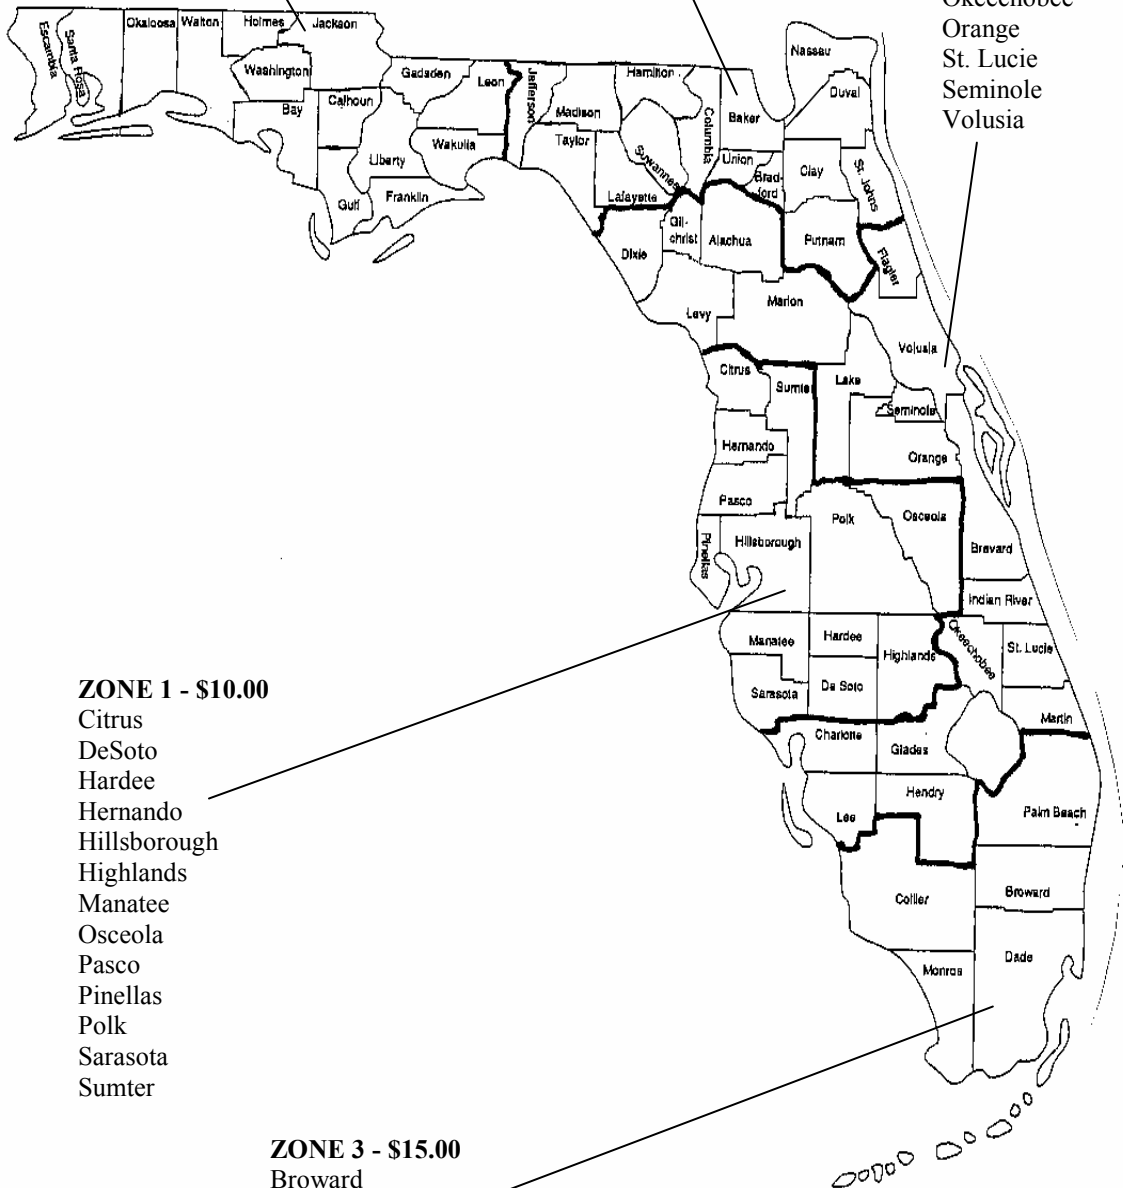 Okeechobee
Orange
St. Lucie
Seminole
Volusia
Escambia
Santa Rosa
Okaloosa
Walton
Holmes
Jackson
Washington
Bay
Calhoun
Gadsden
Leon
Liberty
Wakulla
Gulf
Franklin
Jefferson
Madison
Taylor
Hamilton
Suwannee
Lafayette
Columbia
Baker
Nassau
Duval
Union
Brad-
ford
Clay
St. Johns
Dixie
Gil-
christ
Alachua
Putnam
Flagler
Levy
Marion
Volusia
Citrus
Sumter
Lake
Seminole
Hernando
Orange
Pasco
Polk
Osceola
Pinellas
Hillsborough
Brevard
Indian River
Manatee
Hardee
Highlands
Okeechobee
St. Lucie
Sarasota
De Soto
Martin
Charlotte
Glades
Lee
Hendry
Palm Beach
Collier
Broward
Monroe
Dade
ZONE 1 - $10.00
Citrus
DeSoto
Hardee
Hernando
Hillsborough
Highlands
Manatee
Osceola
Pasco
Pinellas
Polk
Sarasota
Sumter
ZONE 3 - $15.00
Broward